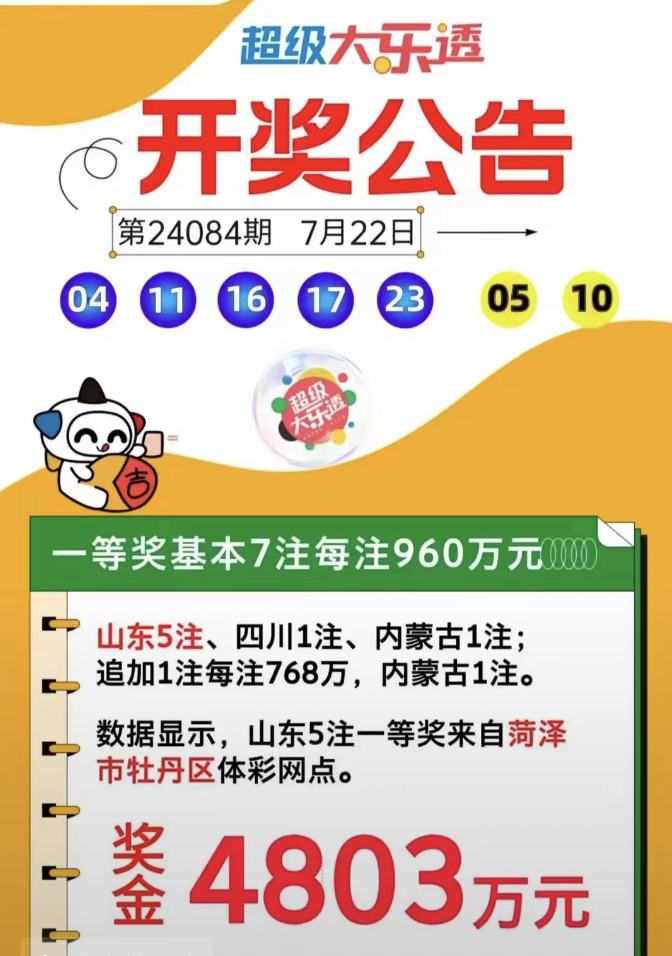 超级大乐透
开奖公告
第24084期 7月22日
04 11 16 17 23 05 10
超级
大乐透
吉
一等奖基本7注每注960万元
山东5注、四川1注、内蒙古1注；
追加1注每注768万，内蒙古1注。
数据显示，山东5注一等奖来自菏泽
市牡丹区体彩网点。
奖金 4803万元